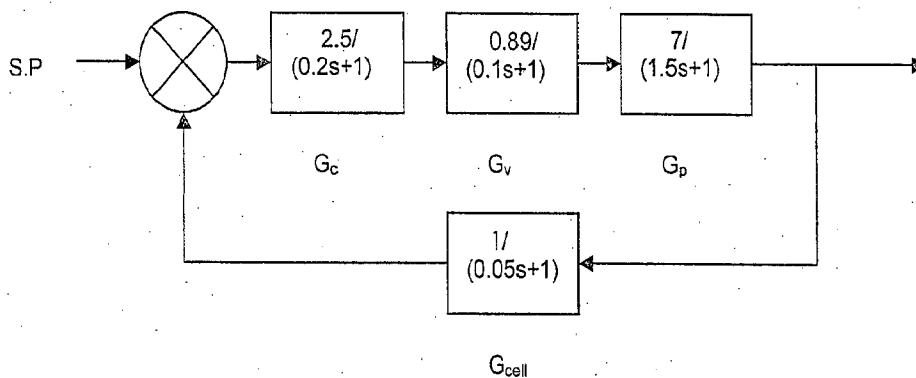 2.5/
(0.2s+1)
0.89/
(0.1s+1)
7/
(1.5s+1)
S.P
Gc
Gv
Gp
1/
(0.05s+1)
Gcell